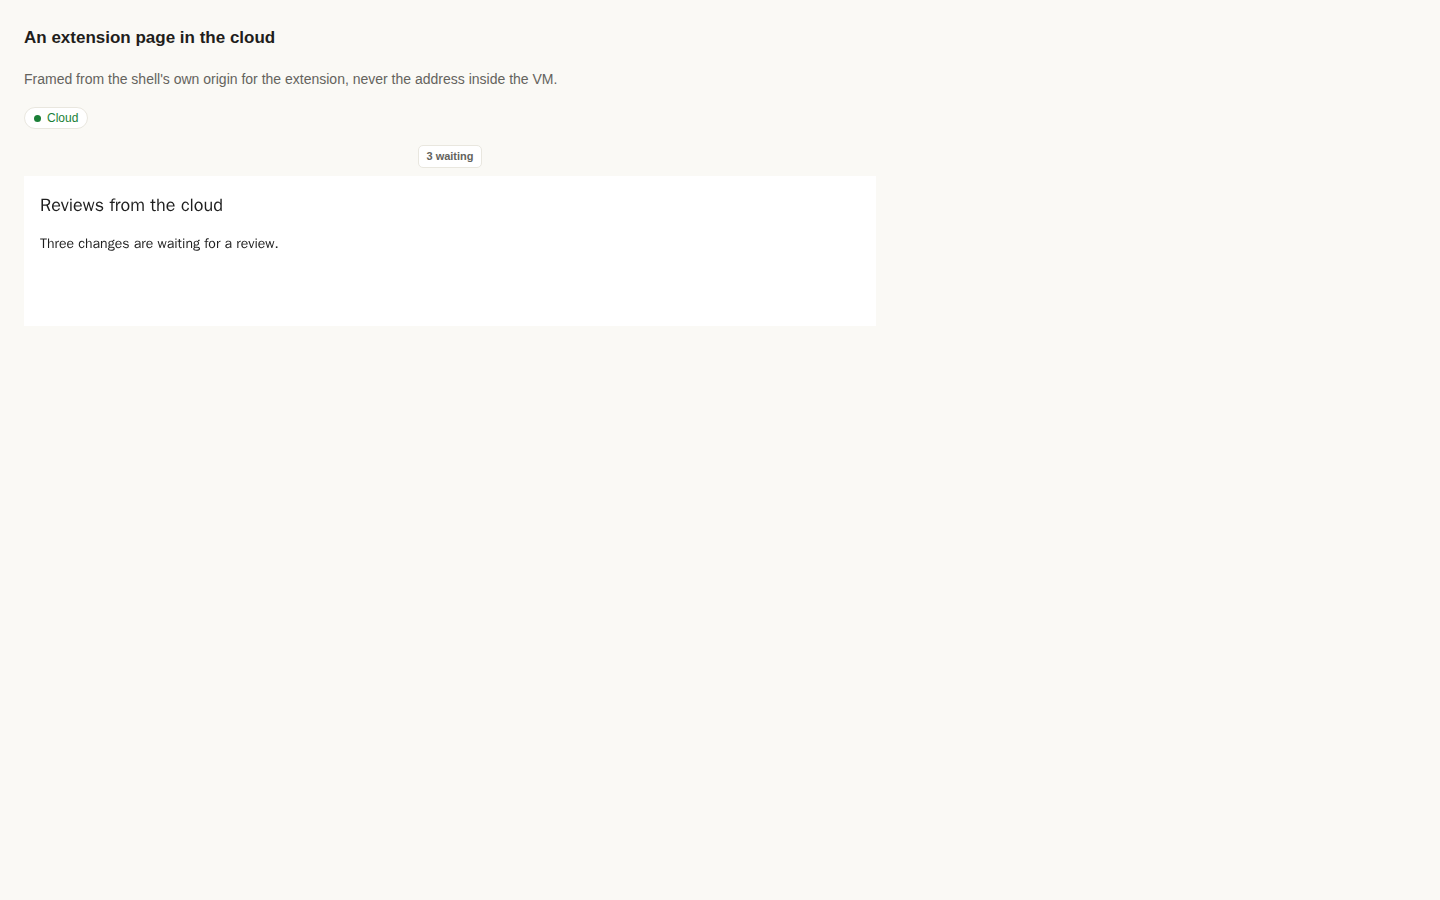 An extension page in the cloud
Framed from the shell's own origin for the extension, never the address inside the VM.
Cloud
3 waiting
Reviews from the cloud
Three changes are waiting for a review.